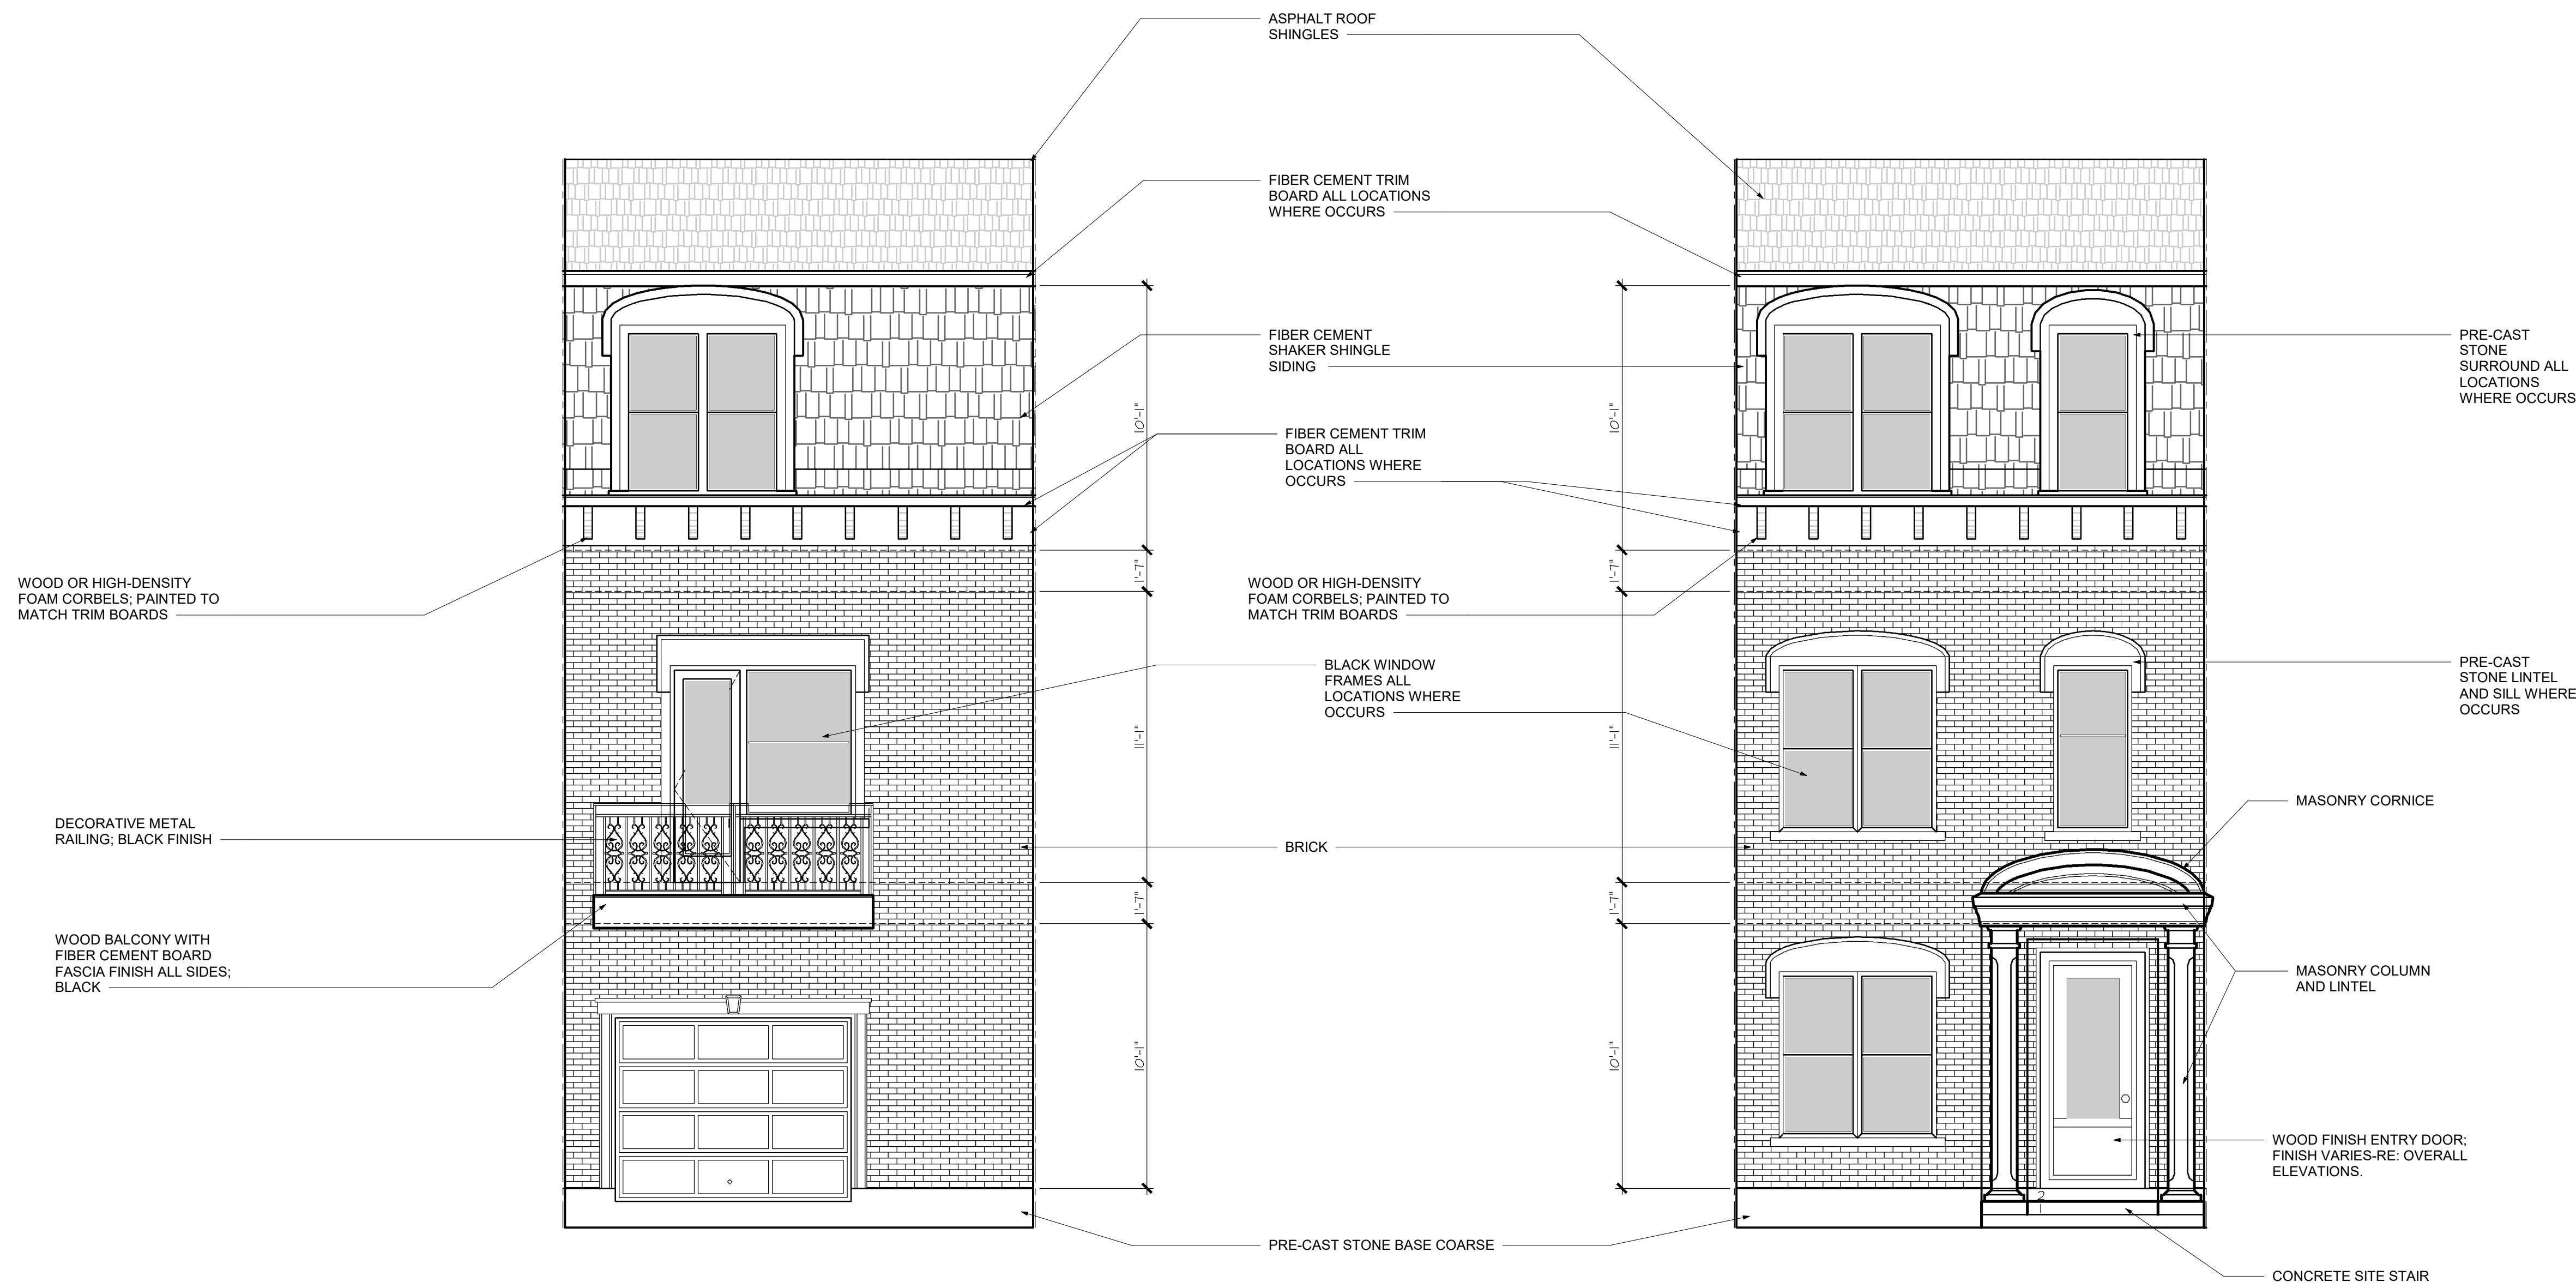 ASPHALT ROOF
SHINGLES
FIBER CEMENT TRIM
BOARD ALL LOCATIONS
WHERE OCCURS
FIBER CEMENT
SHAKER SHINGLE
SIDING
PRE-CAST
STONE
SURROUND ALL
LOCATIONS
WHERE OCCURS
10'-1"
10'-1"
FIBER CEMENT TRIM
BOARD ALL
LOCATIONS WHERE
OCCURS
WOOD OR HIGH-DENSITY
FOAM CORBELS; PAINTED TO
MATCH TRIM BOARDS
1'-7"
WOOD OR HIGH-DENSITY
FOAM CORBELS; PAINTED TO
MATCH TRIM BOARDS
1'-7"
BLACK WINDOW
FRAMES ALL
LOCATIONS WHERE
OCCURS
PRE-CAST
STONE LINTEL
AND SILL WHERE
OCCURS
11'-1"
11'-1"
MASONRY CORNICE
DECORATIVE METAL
RAILING; BLACK FINISH
BRICK
1'-7"
1'-7"
WOOD BALCONY WITH
FIBER CEMENT BOARD
FASCIA FINISH ALL SIDES;
BLACK
MASONRY COLUMN
AND LINTEL
10'-1"
10'-1"
WOOD FINISH ENTRY DOOR;
FINISH VARIES-RE: OVERALL
ELEVATIONS.
2
1
PRE-CAST STONE BASE COARSE
CONCRETE SITE STAIR